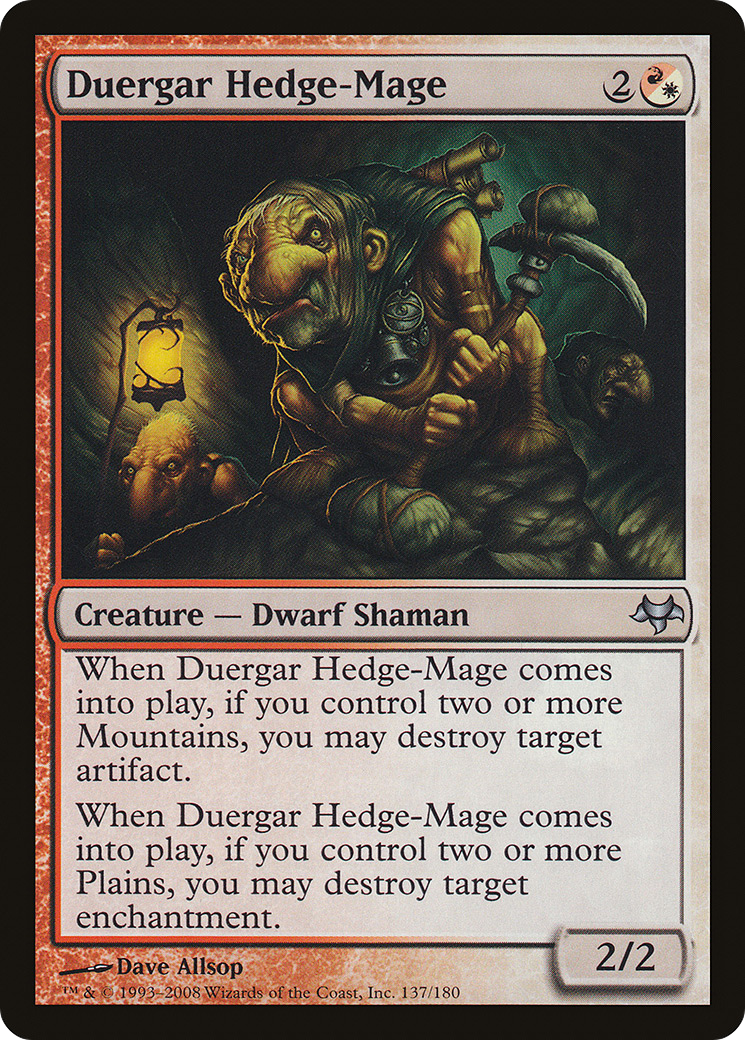 Duergar Hedge-Mage 2
Creature — Dwarf Shaman
When Duergar Hedge-Mage comes
into play, if you control two or more
Mountains, you may destroy target
artifact.
When Duergar Hedge-Mage comes
into play, if you control two or more
Plains, you may destroy target
enchantment.
2/2
Dave Allsop
™ & © 1993–2008 Wizards of the Coast, Inc. 137/180